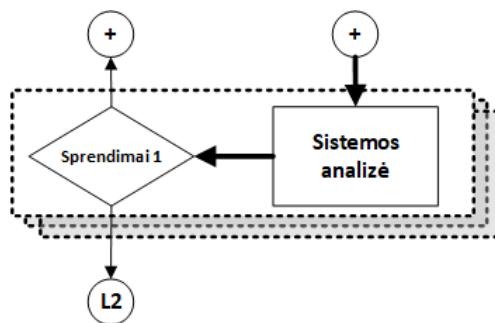 +
+
Sprendimai 1
Sistemos
analizė
L2